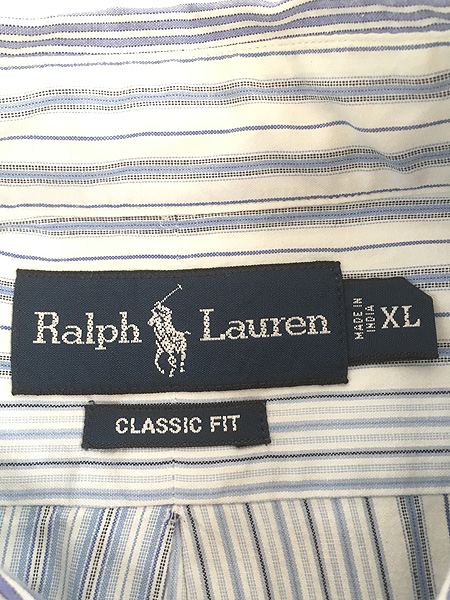 Ralph Lauren
MADE IN
INDIA
XL
CLASSIC FIT